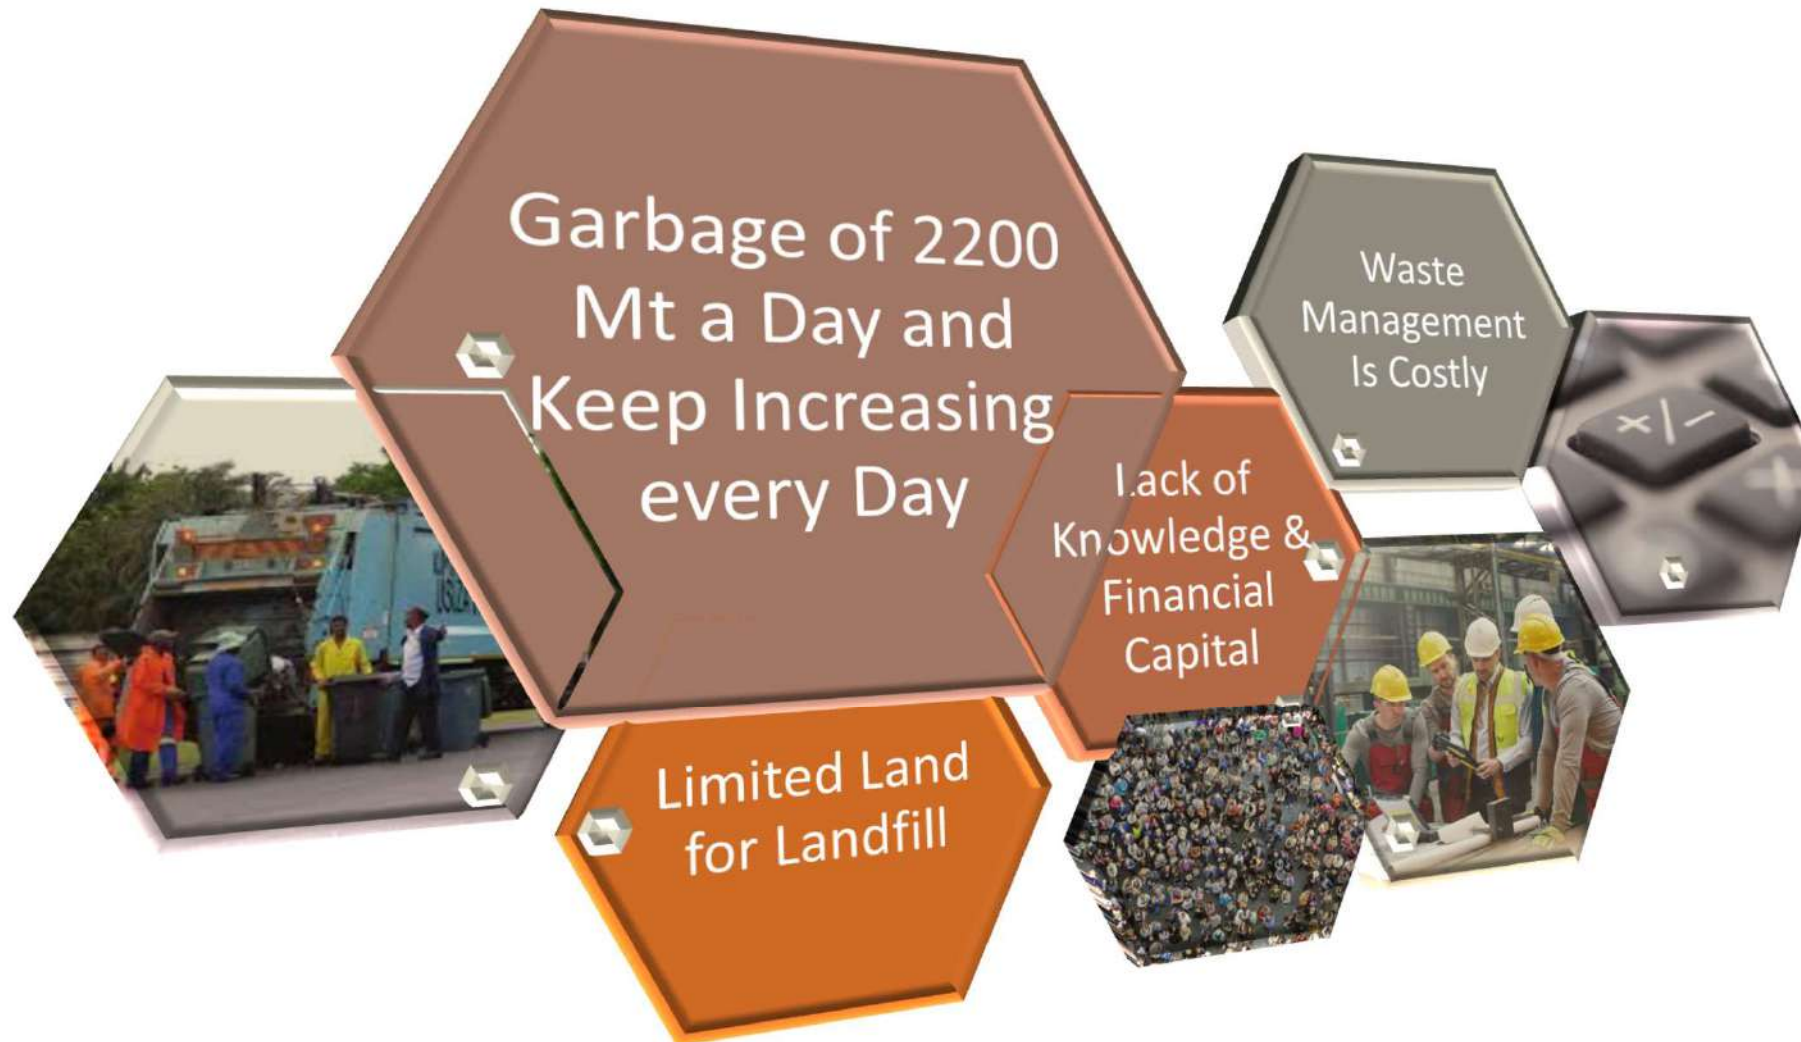 Garbage of 2200
Mt a Day and
Keep Increasing
every Day
Waste
Management
Is Costly
Lack of
Knowledge &
Financial
Capital
Limited Land
for Landfill
+/-
+